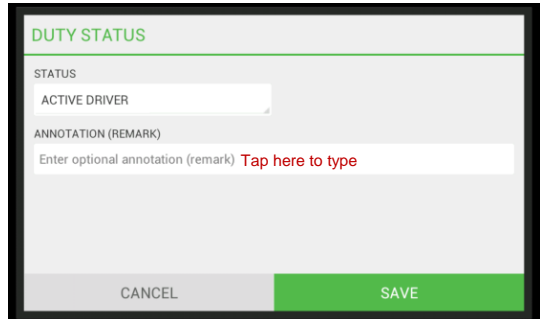 DUTY STATUS
STATUS
ACTIVE DRIVER
ANNOTATION (REMARK)
Enter optional annotation (remark) Tap here to type
CANCEL SAVE